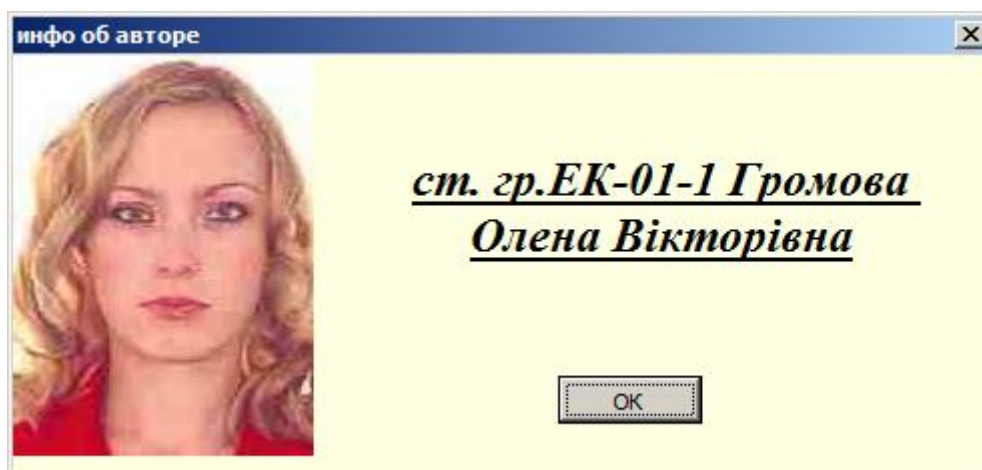 инфо об авторе
ст. гр.ЕК-01-1 Громова
Олена Вікторівна
OK